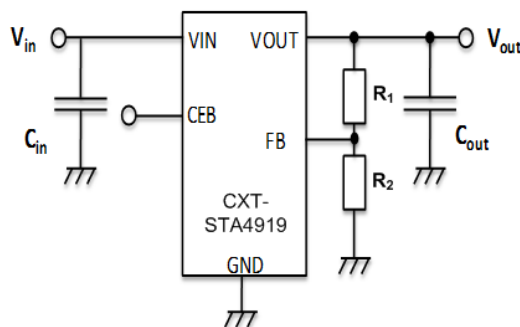 Vin
VIN
VOUT
Vout
R1
CEB
Cin
FB
Cout
R2
CXT-
STA4919
GND